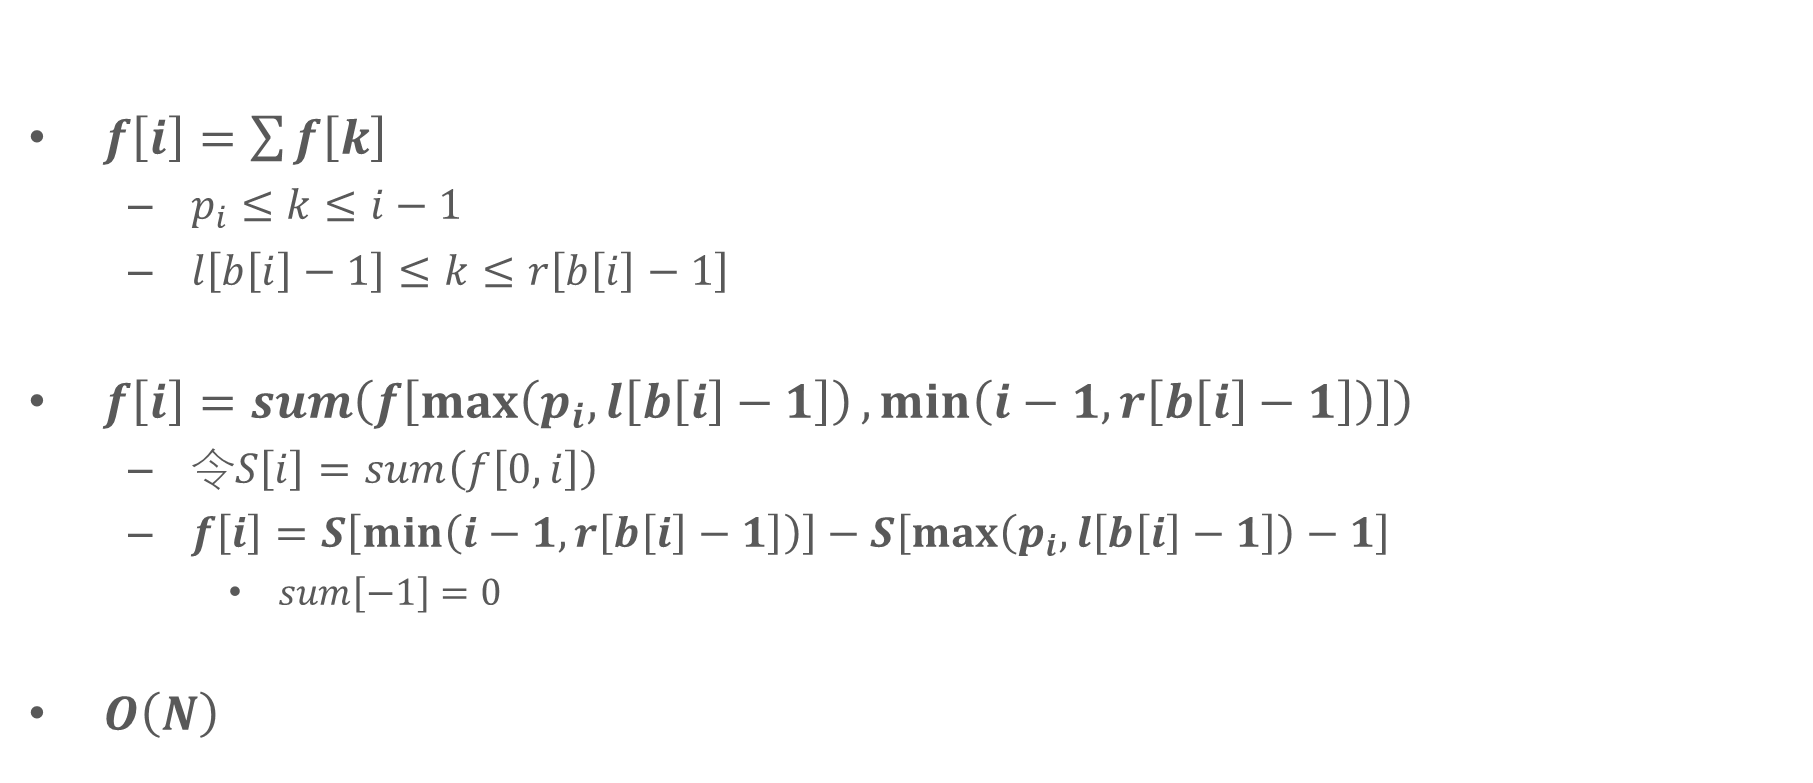 • f[i] = ∑ f[k]
– pᵢ ≤ k ≤ i − 1
– l[b[i] − 1] ≤ k ≤ r[b[i] − 1]
• f[i] = sum(f[max(pᵢ, l[b[i] − 1]) , min(i − 1, r[b[i] − 1])])
– 令S[i] = sum(f[0, i])
– f[i] = S[min(i − 1, r[b[i] − 1])] − S[max(pᵢ, l[b[i] − 1]) − 1]
• sum[−1] = 0
• O(N)